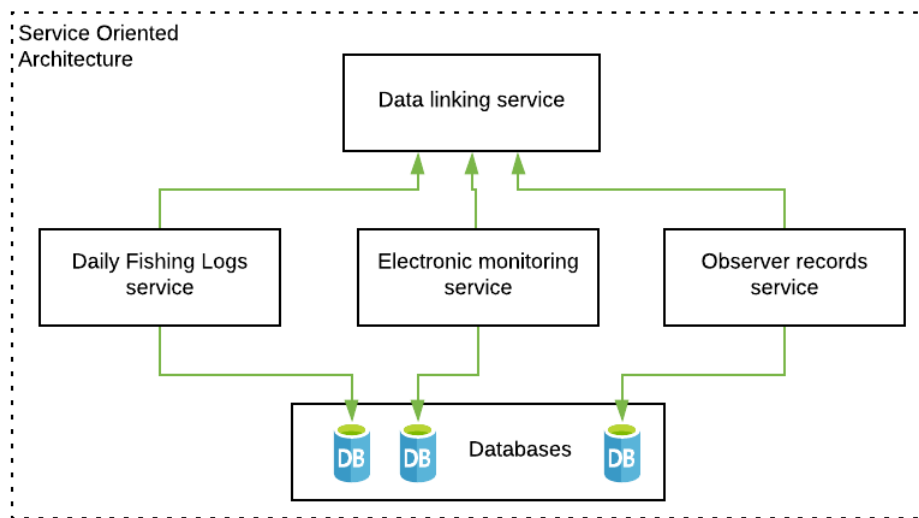 Service Oriented
Architecture
Data linking service
Daily Fishing Logs
service
Electronic monitoring
service
Observer records
service
DB
DB
Databases
DB